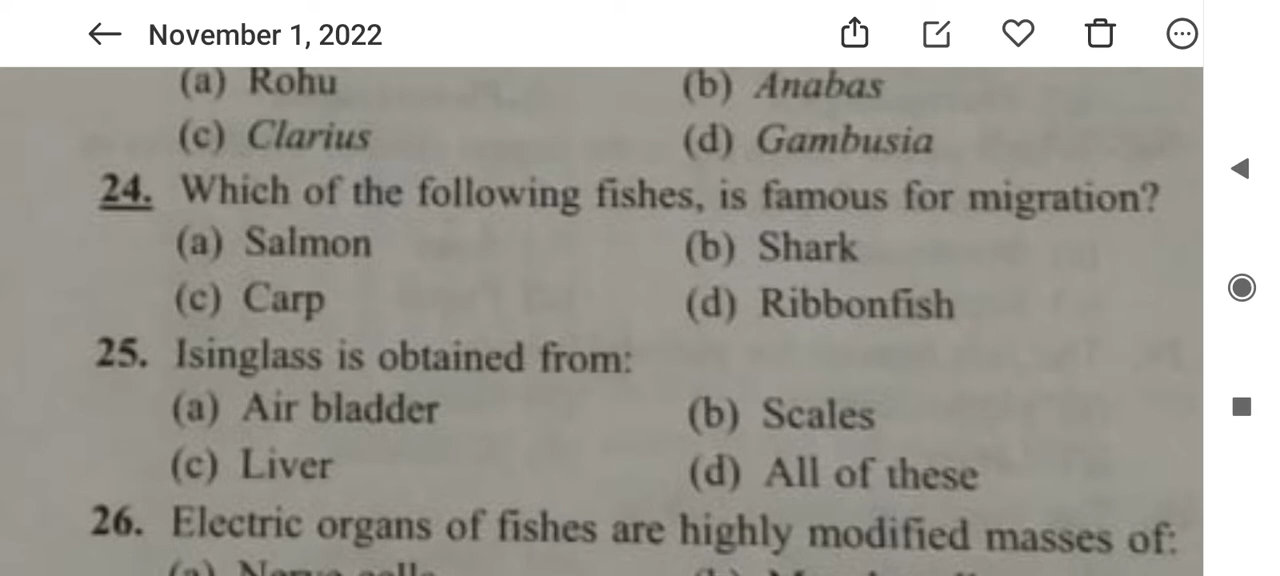 November 1, 2022
(a) Rohu (b) Anabas
(c) Clarius (d) Gambusia
24. Which of the following fishes, is famous for migration?
(a) Salmon (b) Shark
(c) Carp (d) Ribbonfish
25. Isinglass is obtained from:
(a) Air bladder (b) Scales
(c) Liver (d) All of these
26. Electric organs of fishes are highly modified masses of:
(a) Nerve cells